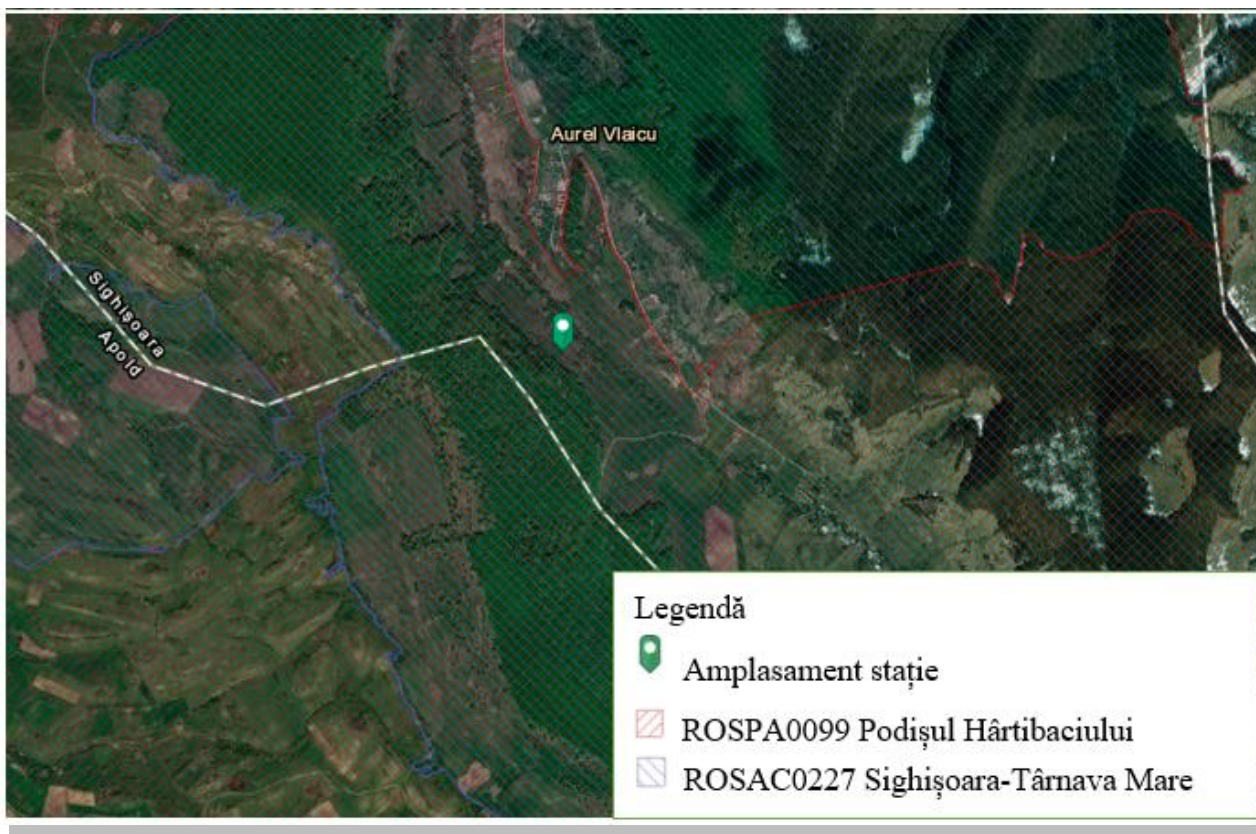 Aurel Vlaicu
Sighișoara
Apold
Legendă
Amplasament stație
ROSPA0099 Podișul Hârtibaciului
ROSAC0227 Sighișoara-Târnava Mare